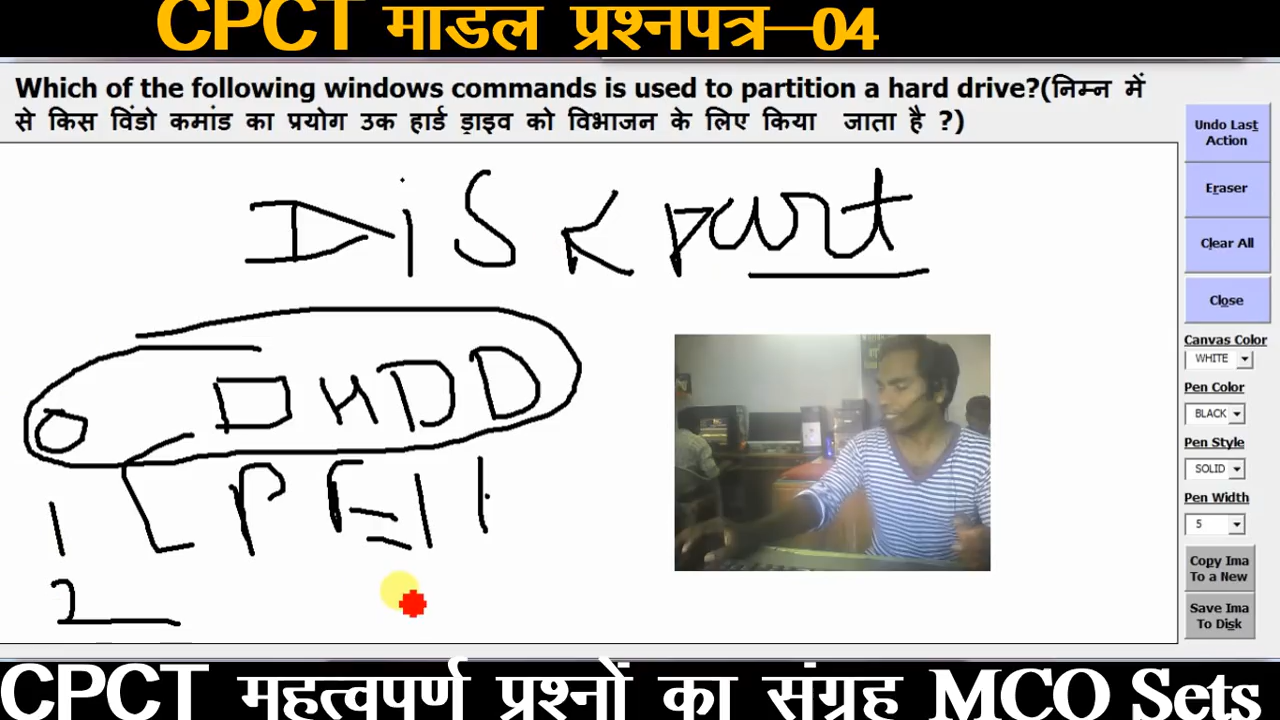 CPCT माडल प्रश्नपत्र—04
Which of the following windows commands is used to partition a hard drive?(निम्न में
से किस विंडो कमांड का प्रयोग उक हार्ड ड्राइव को विभाजन के लिए किया जाता है ?)
Undo Last
Action
Eraser
Clear All
Close
Canvas Color
WHITE
Pen Color
BLACK
Pen Style
SOLID
Pen Width
5
Copy Ima
To a New
Save Ima
To Disk
DiSK part
HDD
1
2
CPCT महत्वपर्ण प्रश्नों का संग्रह MCQ Sets